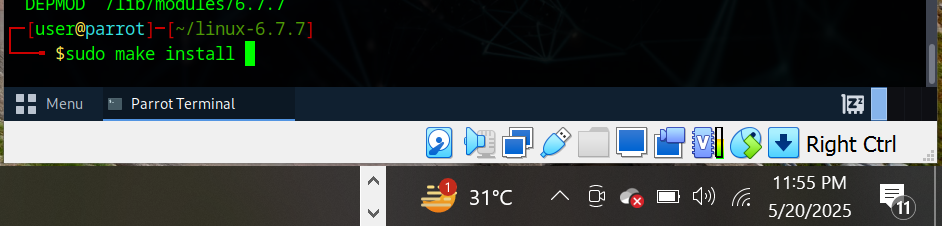 DEPMOD /lib/modules/6.7.7
[user@parrot]-[~/linux-6.7.7]
$sudo make install
Menu
Parrot Terminal
zz
V
Right Ctrl
1
31°C
11:55 PM
5/20/2025
11